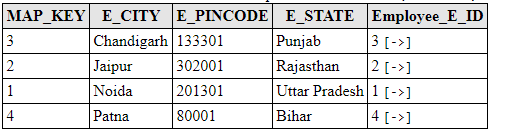 MAP_KEY E_CITY E_PINCODE E_STATE Employee_E_ID
3 Chandigarh 133301 Punjab 3 [->]
2 Jaipur 302001 Rajasthan 2 [->]
1 Noida 201301 Uttar Pradesh 1 [->]
4 Patna 80001 Bihar 4 [->]